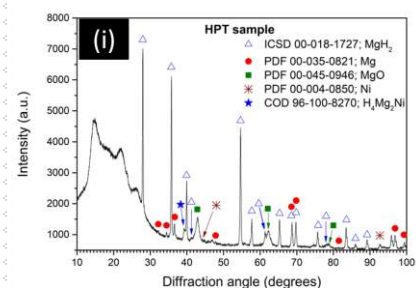 (i)
HPT sample
ICSD 00-018-1727; MgH₂
PDF 00-035-0821; Mg
PDF 00-045-0946; MgO
PDF 00-004-0850; Ni
COD 96-100-8270; H₄Mg₂Ni
Intensity (a.u.)
8000
7000
6000
5000
4000
3000
2000
1000
10 20 30 40 50 60 70 80 90 100
Diffraction angle (degrees)